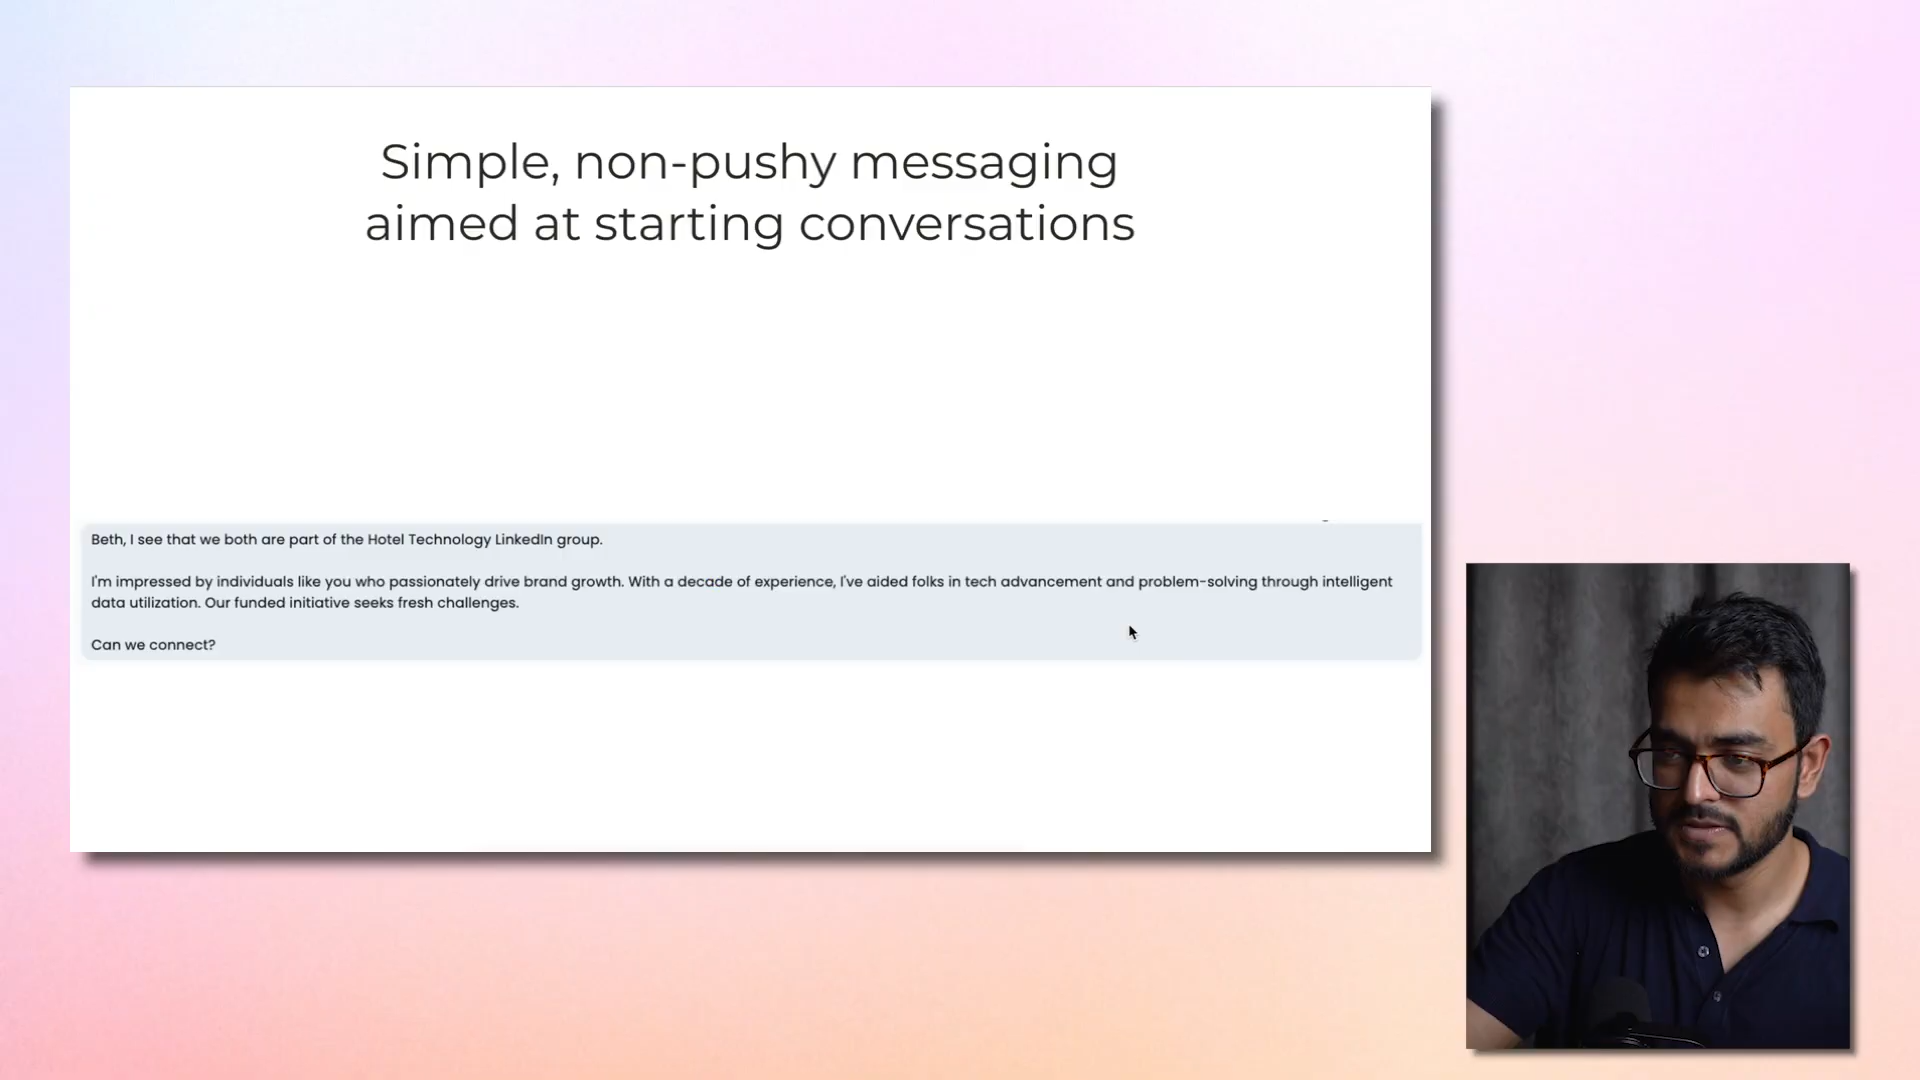 Simple, non-pushy messaging
aimed at starting conversations
Beth, I see that we both are part of the Hotel Technology LinkedIn group.
I'm impressed by individuals like you who passionately drive brand growth. With a decade of experience, I've aided folks in tech advancement and problem-solving through intelligent
data utilization. Our funded initiative seeks fresh challenges.
Can we connect?